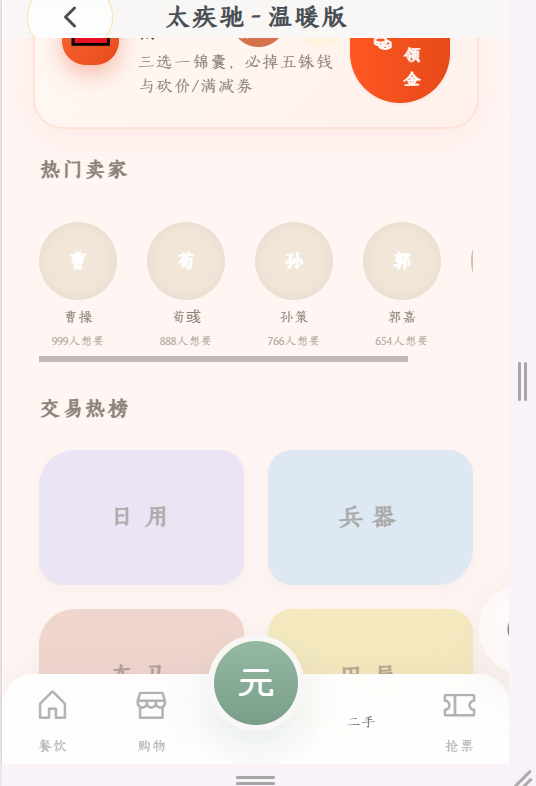 太疾驰－温暖版
三选一锦囊，必掉五铢钱
与砍价/满减券
领
金
热门卖家
曹 荀 孙 郭
曹操 荀彧 孙策 郭嘉
999人想要 888人想要 766人想要 654人想要
交易热榜
日用 兵器
元
二手
餐饮 购物 抢票